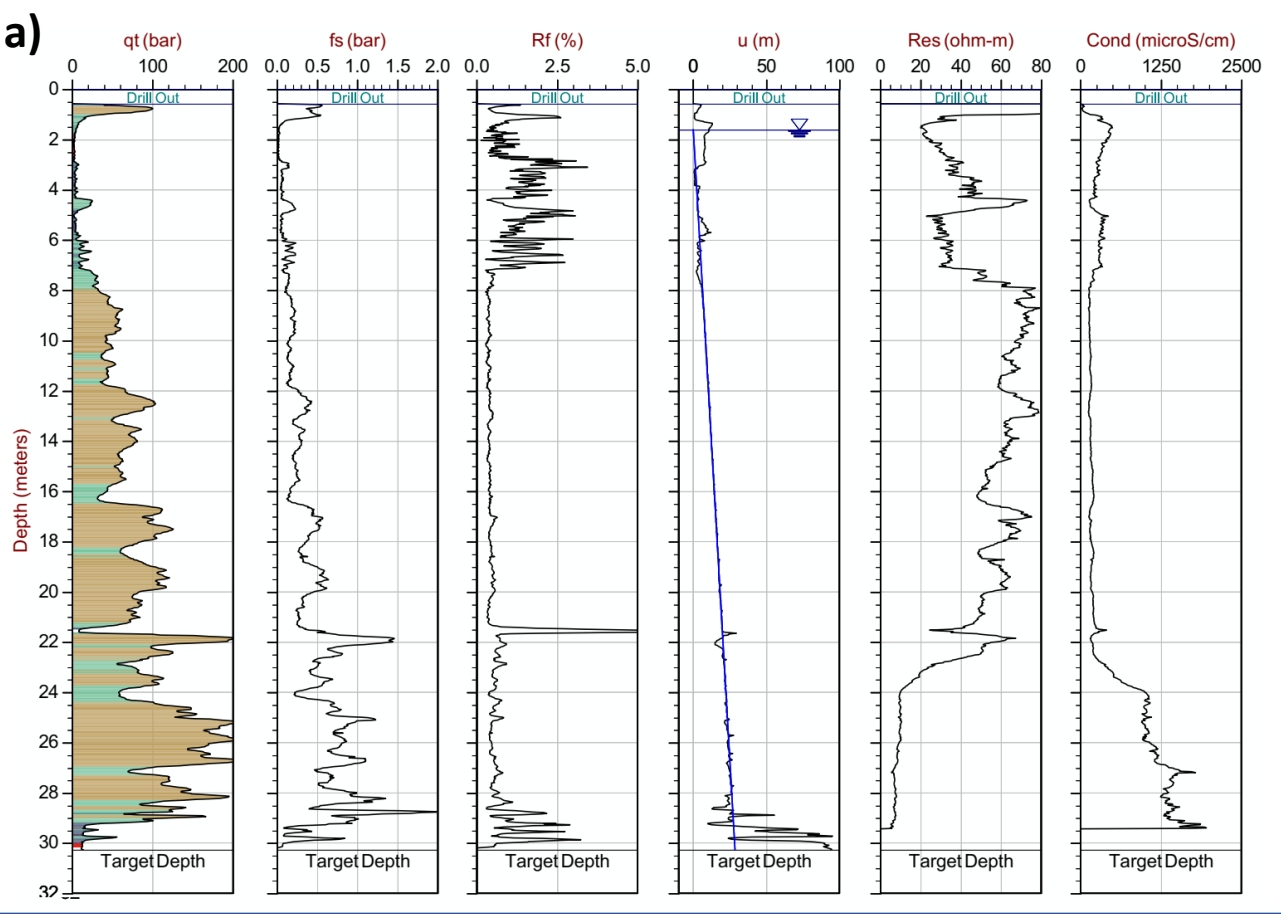 a)
qt (bar) fs (bar) Rf (%) u (m) Res (ohm-m) Cond (microS/cm)
0 100 200 0.0 0.5 1.0 1.5 2.0 0.0 2.5 5.0 0 50 100 0 20 40 60 80 0 1250 2500
0
Drill Out Drill Out Drill Out Drill Out Drill Out Drill Out
2
4
6
8
10
12
14
16
18
20
22
24
26
28
30
Target Depth Target Depth Target Depth Target Depth Target Depth Target Depth
32
Depth (meters)